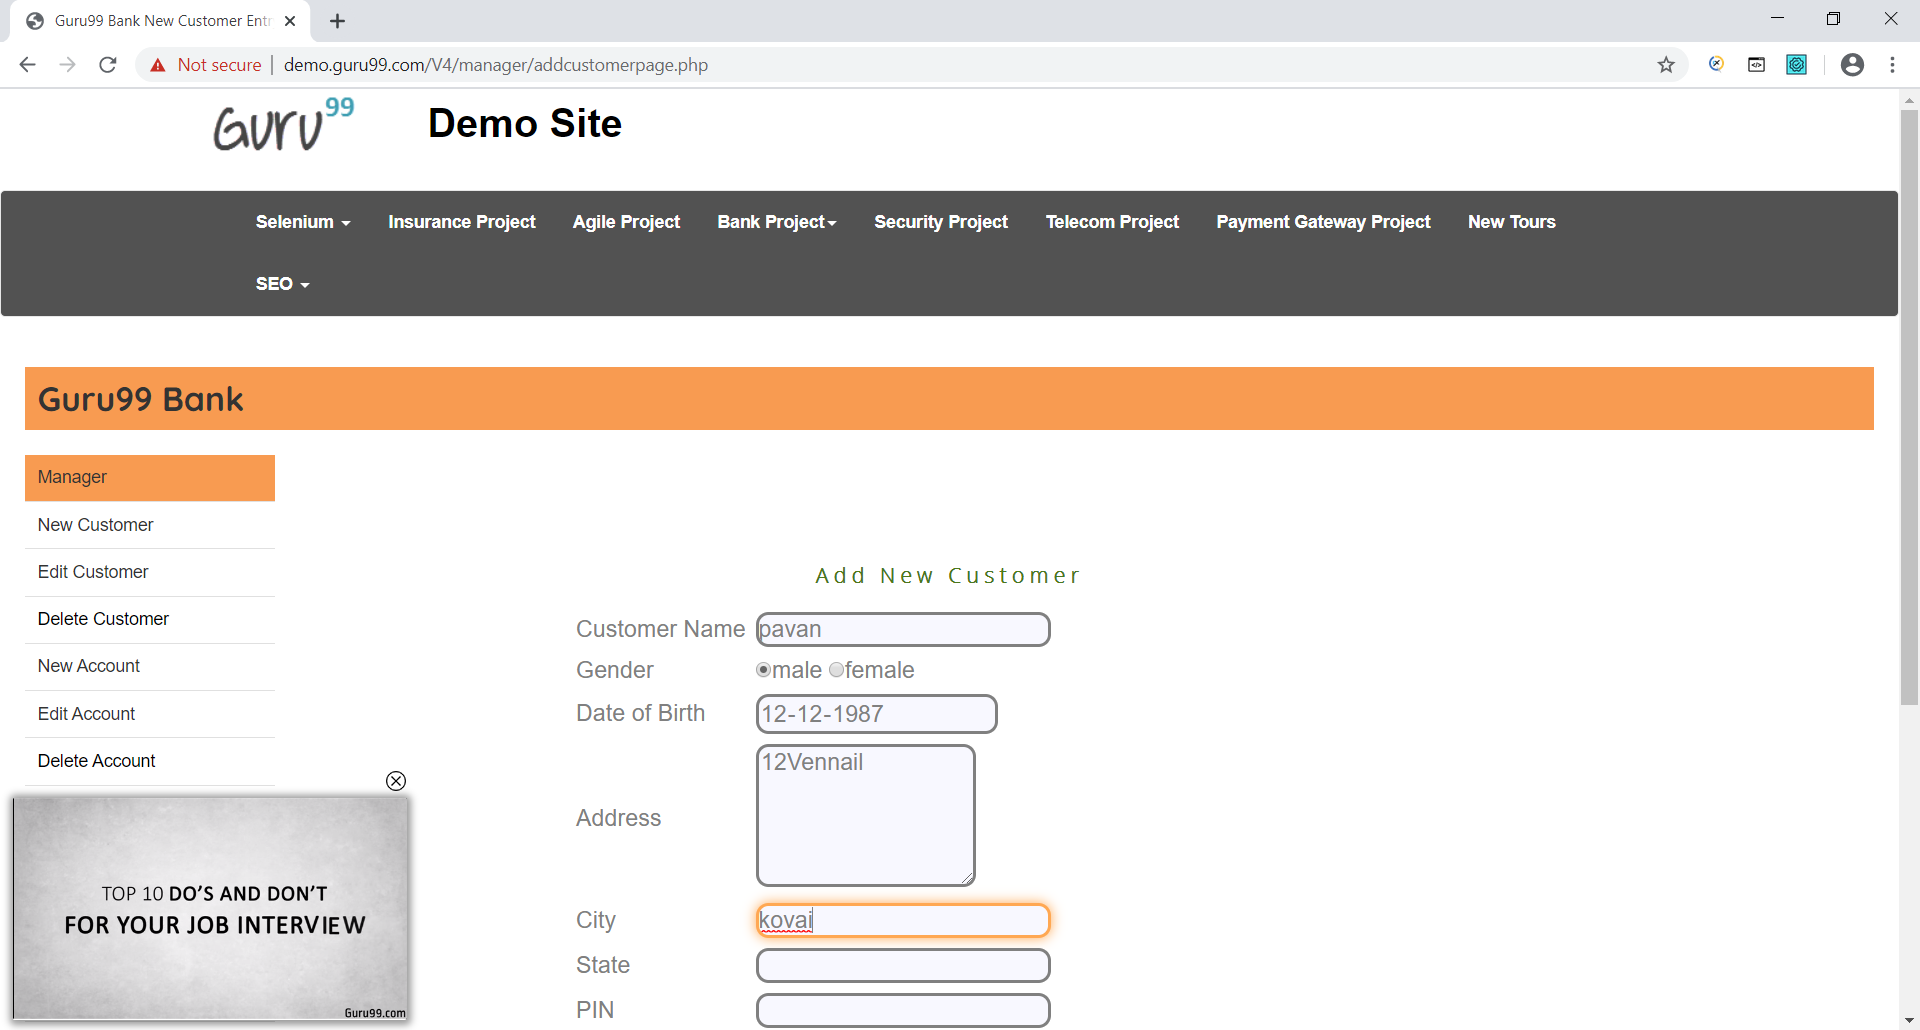 Guru99 Bank New Customer Entr
Not secure | demo.guru99.com/V4/manager/addcustomerpage.php
Guru99
Demo Site
Selenium
Insurance Project
Agile Project
Bank Project
Security Project
Telecom Project
Payment Gateway Project
New Tours
SEO
Guru99 Bank
Manager
New Customer
Edit Customer
Delete Customer
New Account
Edit Account
Delete Account
Add New Customer
Customer Name pavan
Gender male female
Date of Birth 12-12-1987
Address 12Vennail
City kovai
State
PIN
TOP 10 DO'S AND DON'T
FOR YOUR JOB INTERVIEW
Guru99.com